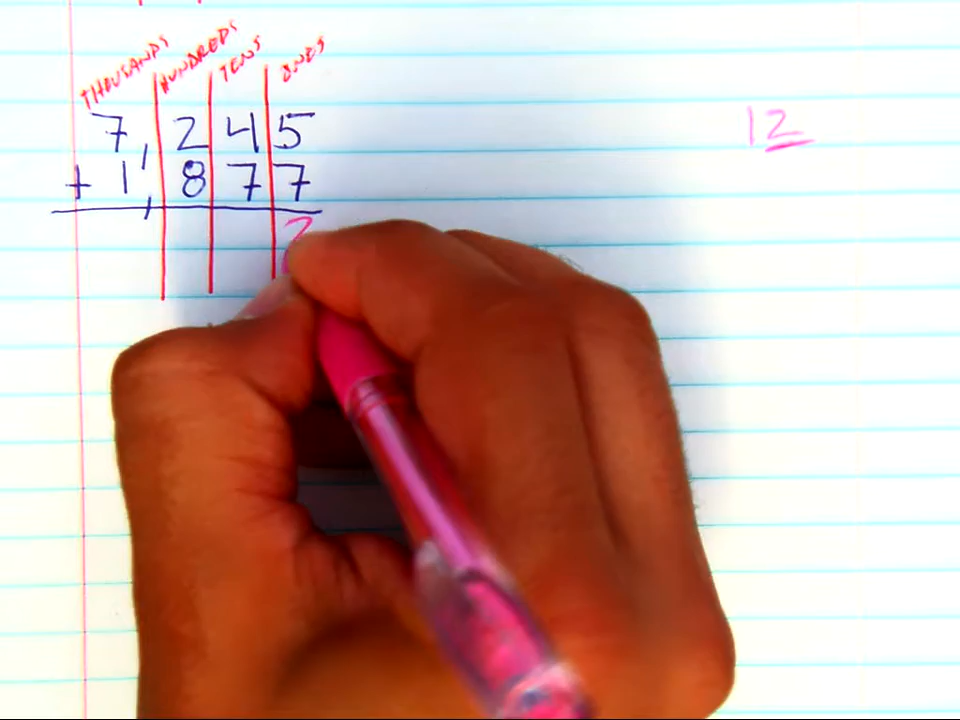 THOUSANDS HUNDREDS TENS ONES
7,245
+ 1,877
2
12